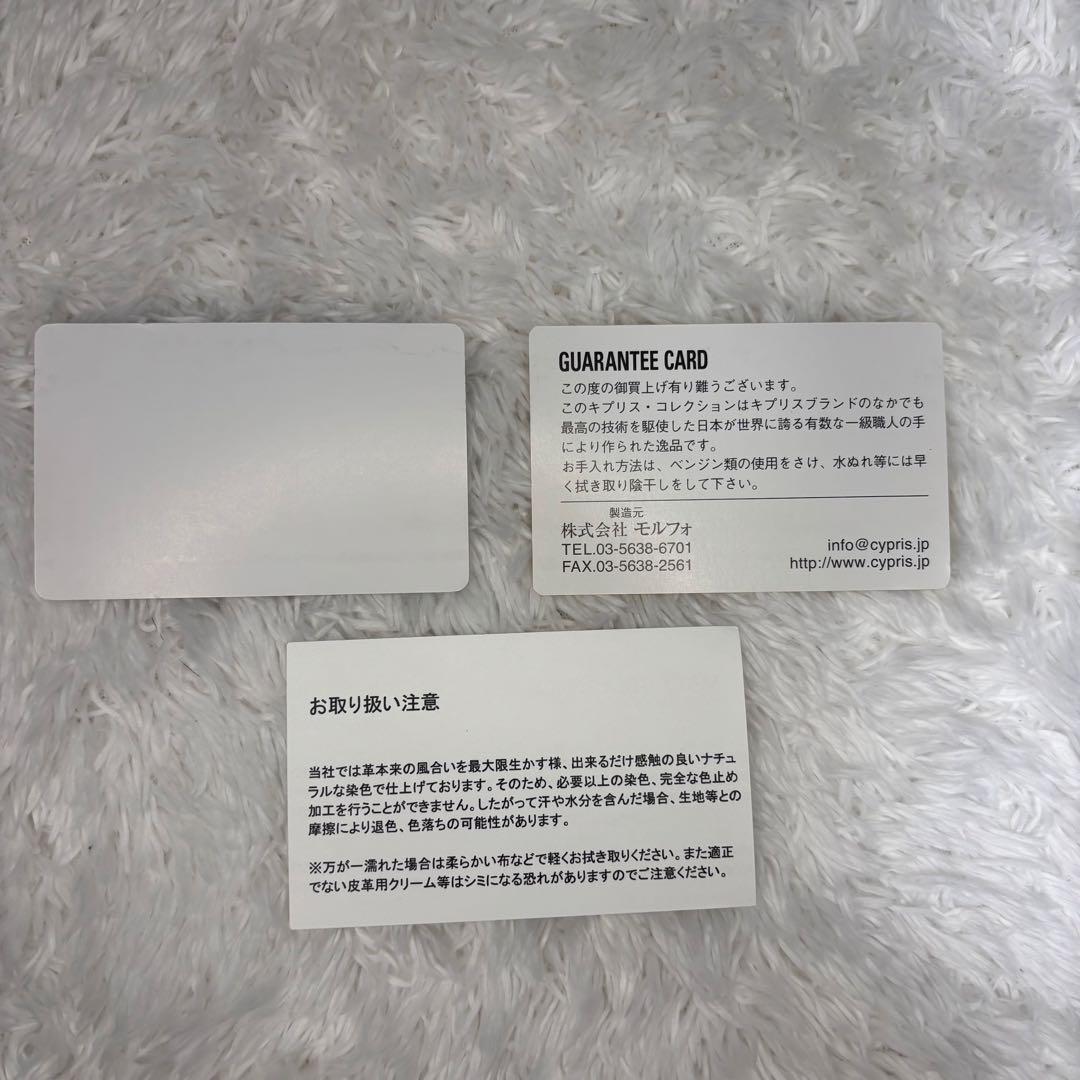 GUARANTEE CARD
この度の御買上げ有り難うございます。
このキプリス・コレクションはキプリスブランドのなかでも
最高の技術を駆使した日本が世界に誇る有数な一級職人の手
により作られた逸品です。
お手入れ方法は、ベンジン類の使用をさけ、水ぬれ等には早
く拭き取り陰干しをして下さい。
製造元
株式会社 モルフォ
TEL.03-5638-6701
FAX.03-5638-2561
info@cypris.jp
http://www.cypris.jp
お取り扱い注意
当社では革本来の風合いを最大限生かす様、出来るだけ感触の良いナチュ
ラルな染色で仕上げております。そのため、必要以上の染色、完全な色止め
加工を行うことができません。したがって汗や水分を含んだ場合、生地等との
摩擦により退色、色落ちの可能性があります。
※万が一濡れた場合は柔らかい布などで軽くお拭き取りください。また適正
でない皮革用クリーム等はシミになる恐れがありますのでご注意ください。